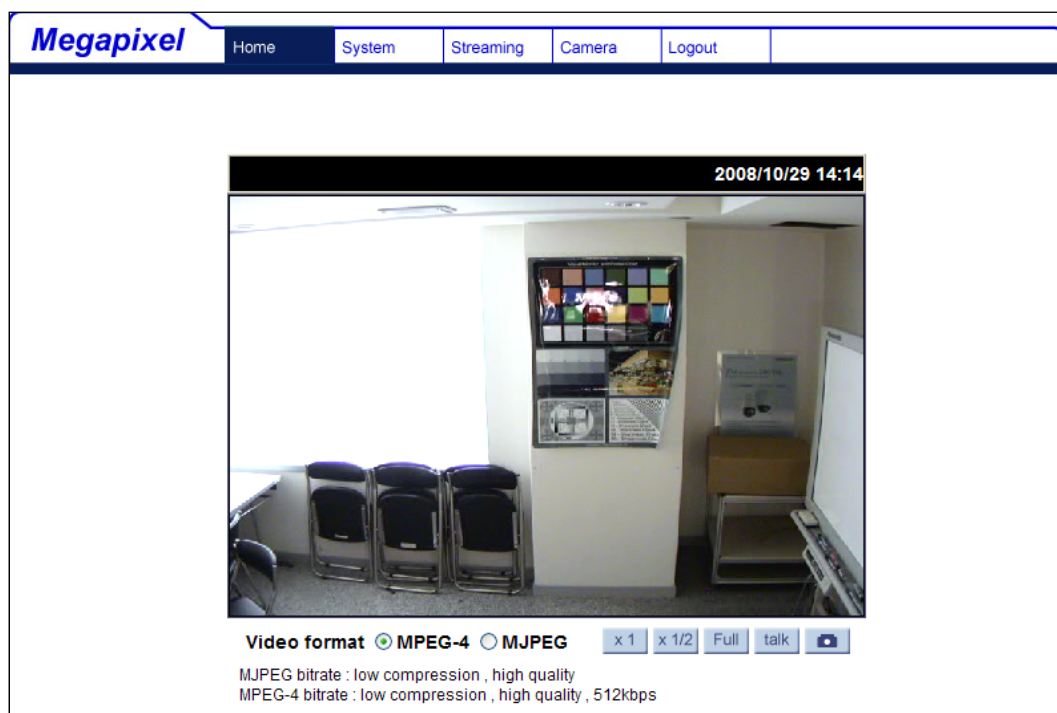 Megapixel
Home System Streaming Camera Logout
2008/10/29 14:14
Video format MPEG-4 MJPEG x 1 x 1/2 Full talk
MJPEG bitrate : low compression , high quality
MPEG-4 bitrate : low compression , high quality , 512kbps